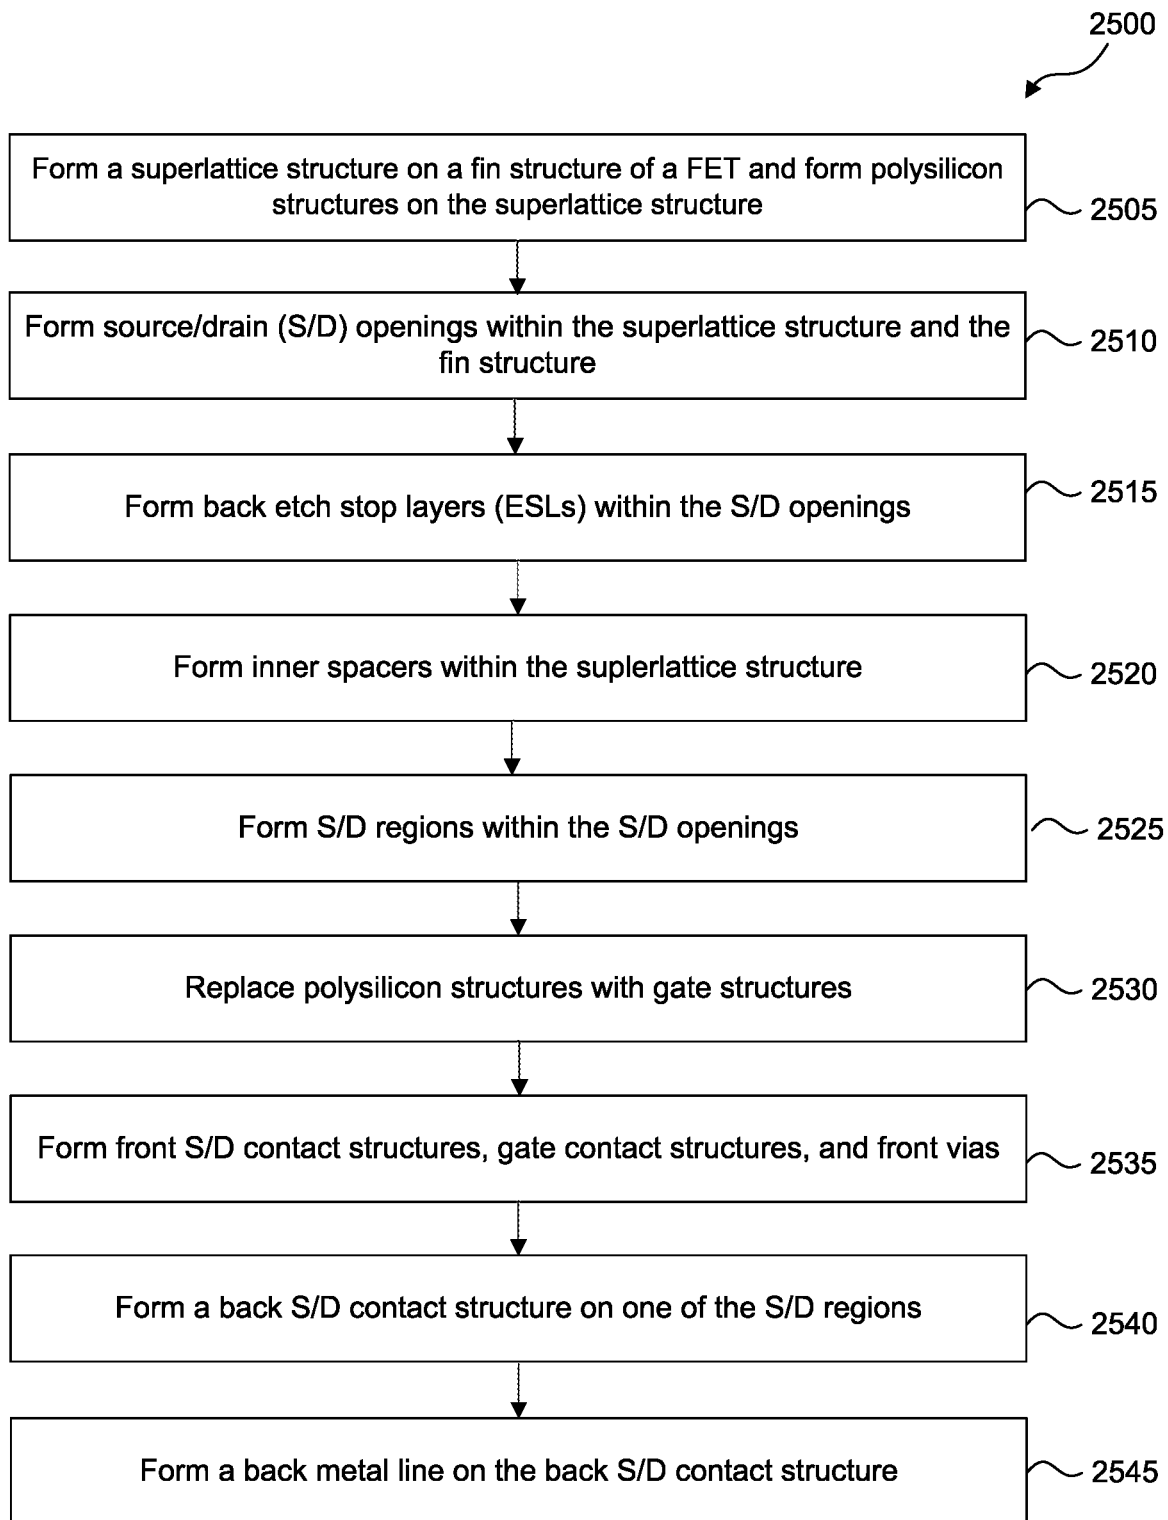 2500
Form a superlattice structure on a fin structure of a FET and form polysilicon
structures on the superlattice structure
2505
Form source/drain (S/D) openings within the superlattice structure and the
fin structure
2510
Form back etch stop layers (ESLs) within the S/D openings
2515
Form inner spacers within the suplerlattice structure
2520
Form S/D regions within the S/D openings
2525
Replace polysilicon structures with gate structures
2530
Form front S/D contact structures, gate contact structures, and front vias
2535
Form a back S/D contact structure on one of the S/D regions
2540
Form a back metal line on the back S/D contact structure
2545